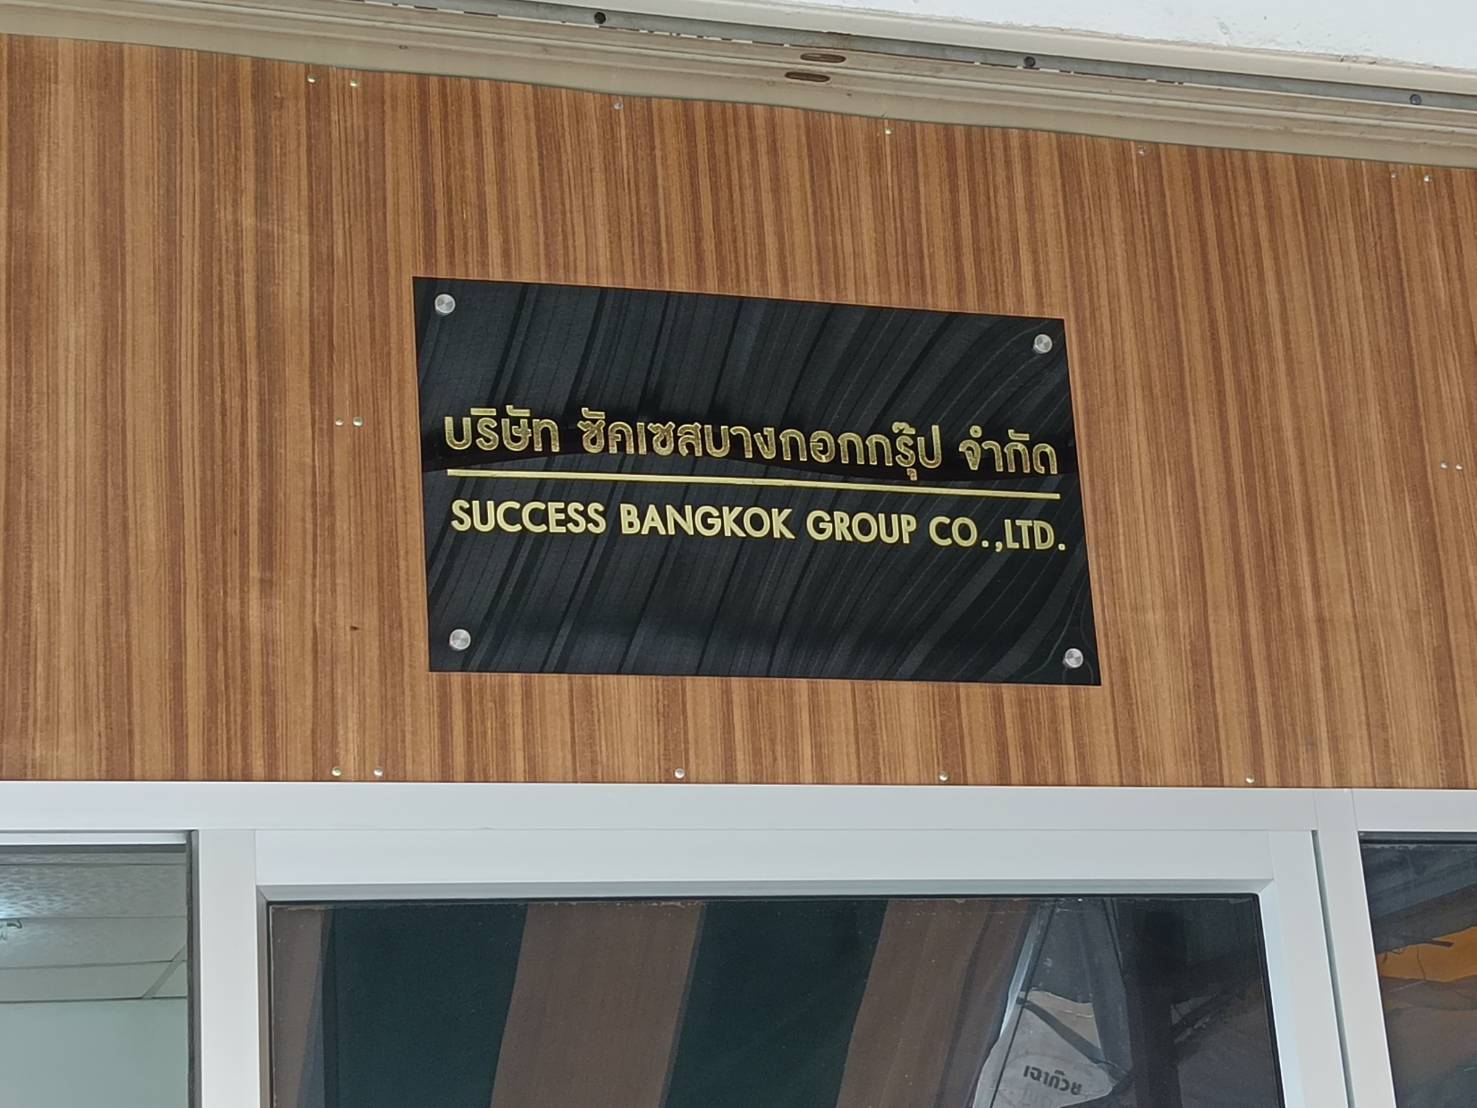 บริษัท ซัคเซสบางกอกกรุ๊ป จำกัด
SUCCESS BANGKOK GROUP CO.,LTD.